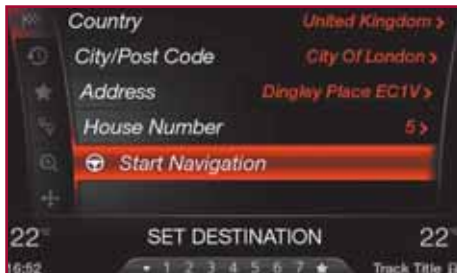 Country United Kingdom >
City/Post Code City Of London >
Address Dingley Place EC1V >
House Number 5 >
Start Navigation
22° SET DESTINATION 22°
16:52 1 2 3 4 5 6 7 Track Title